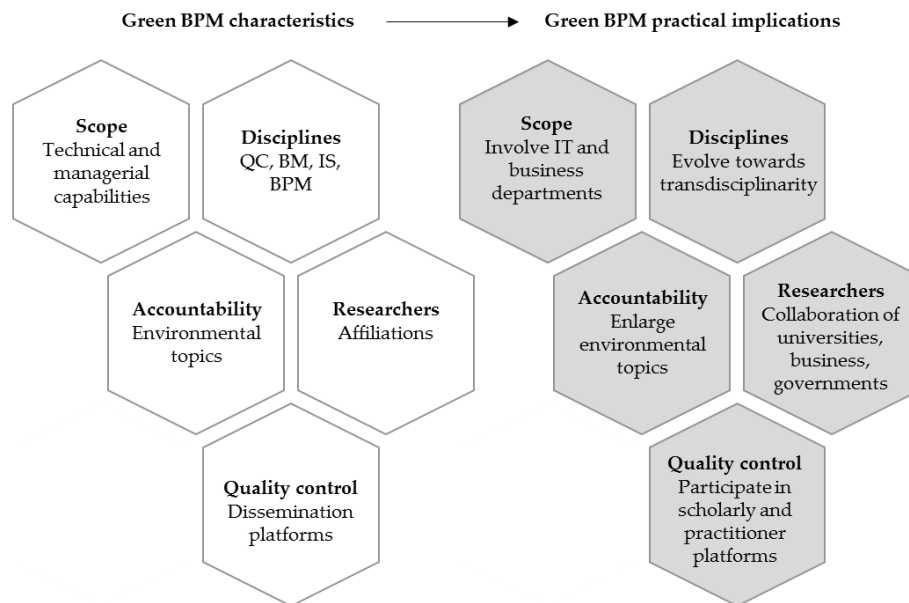 Green BPM characteristics
Green BPM practical implications
Scope
Technical and
managerial
capabilities
Disciplines
QC, BM, IS,
BPM
Accountability
Environmental
topics
Researchers
Affiliations
Quality control
Dissemination
platforms
Scope
Involve IT and
business
departments
Disciplines
Evolve towards
transdisciplinarity
Accountability
Enlarge
environmental
topics
Researchers
Collaboration of
universities,
business,
governments
Quality control
Participate in
scholarly and
practitioner
platforms